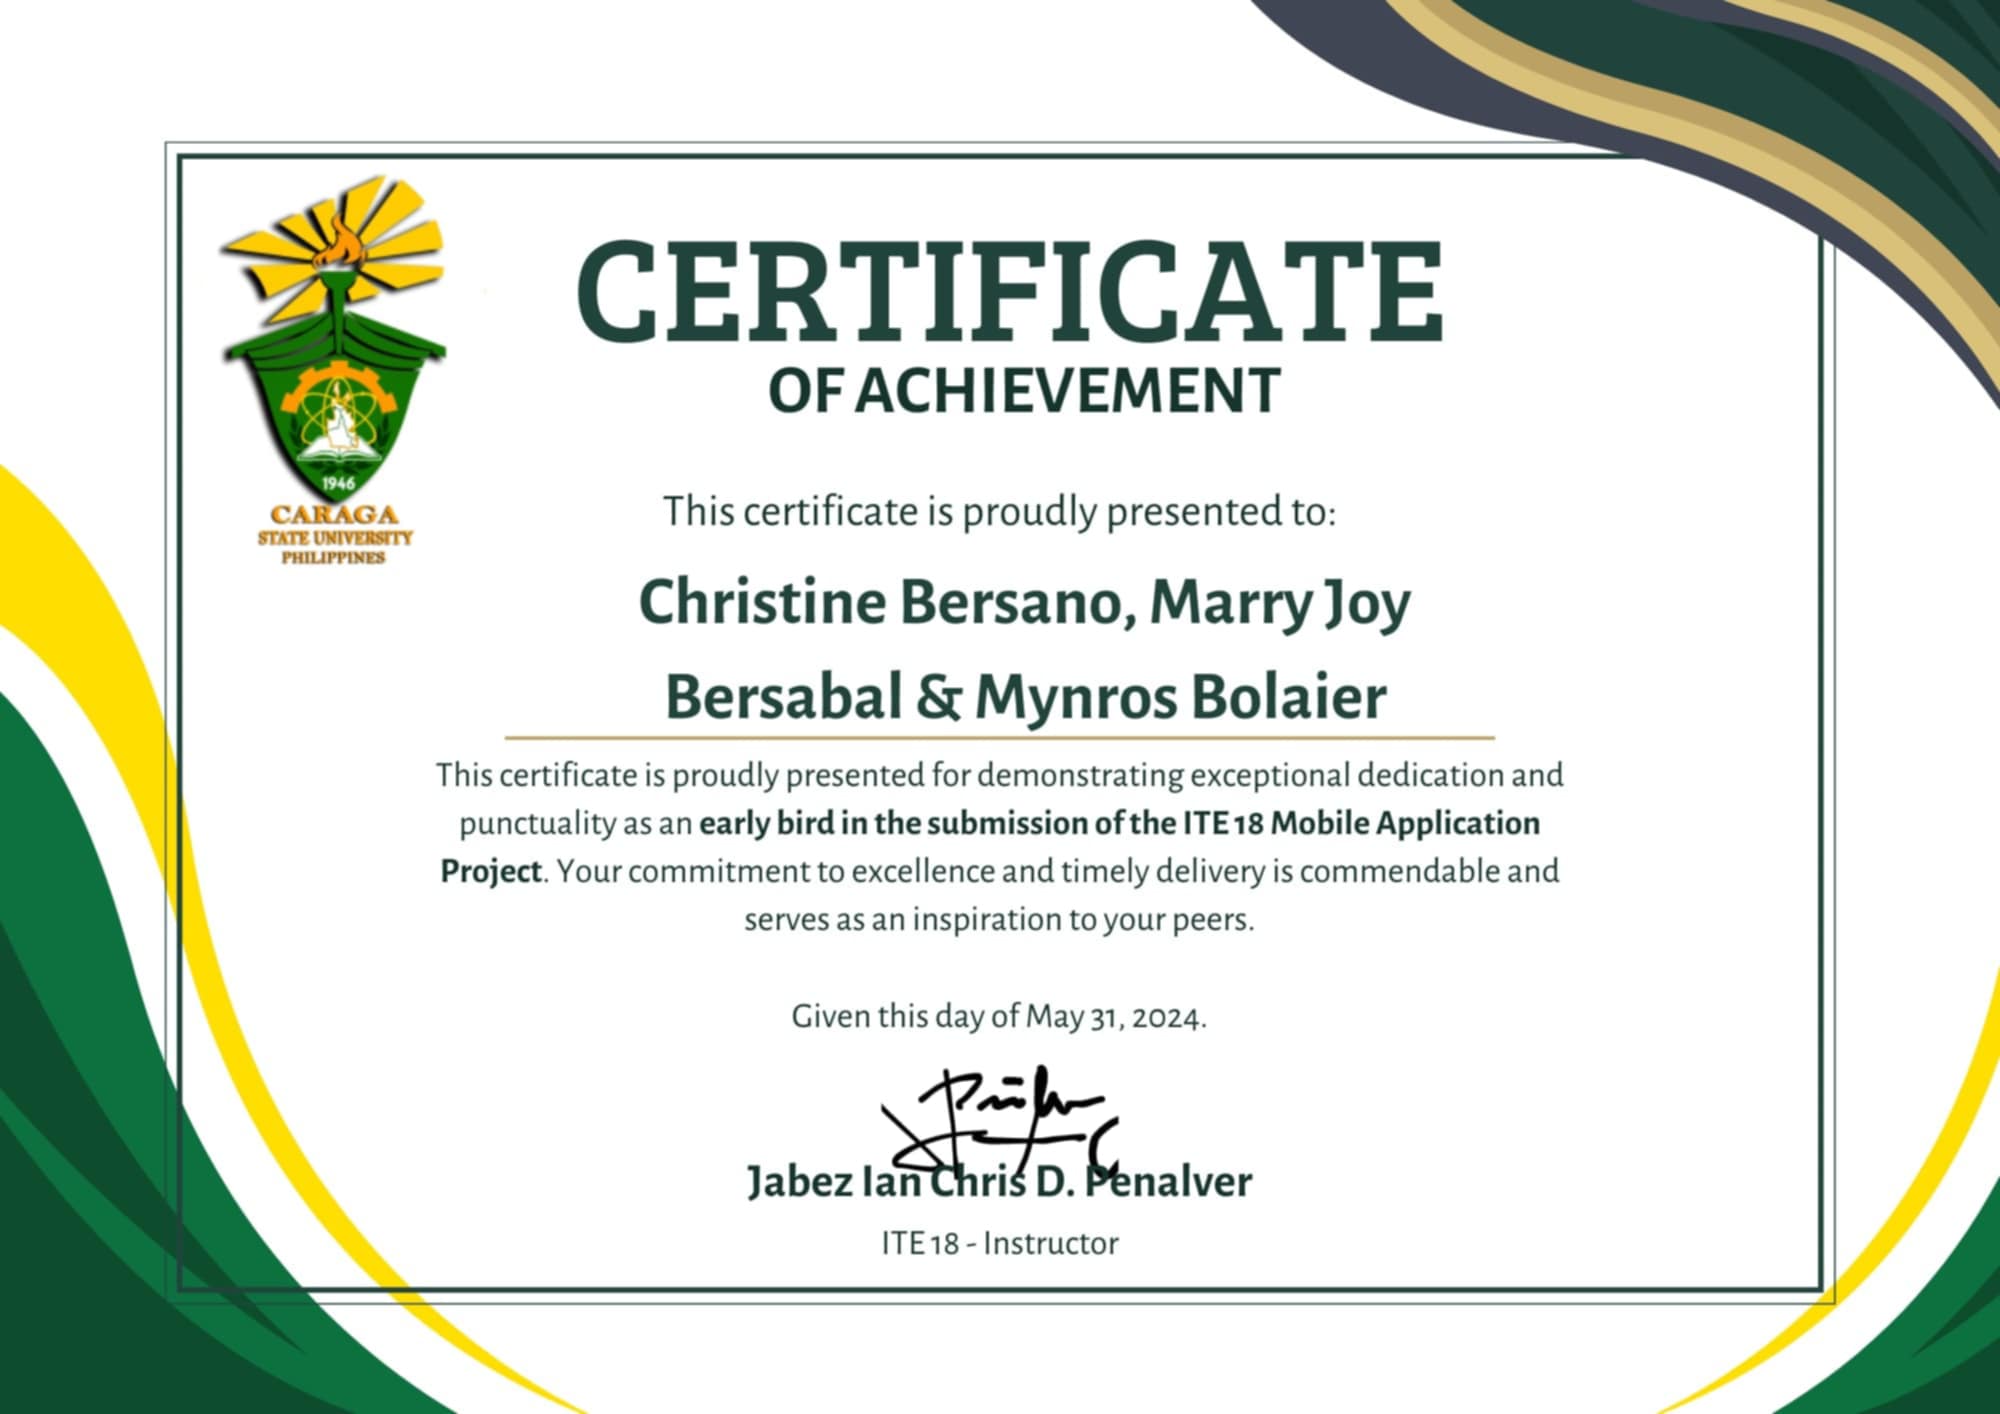 CERTIFICATE
OF ACHIEVEMENT
1946
CARAGA
STATE UNIVERSITY
PHILIPPINES
This certificate is proudly presented to:
Christine Bersano, Marry Joy
Bersabal & Mynros Bolaier
This certificate is proudly presented for demonstrating exceptional dedication and
punctuality as an early bird in the submission of the ITE 18 Mobile Application
Project. Your commitment to excellence and timely delivery is commendable and
serves as an inspiration to your peers.
Given this day of May 31, 2024.
Jabez Ian Chris D. Penalver
ITE 18 - Instructor